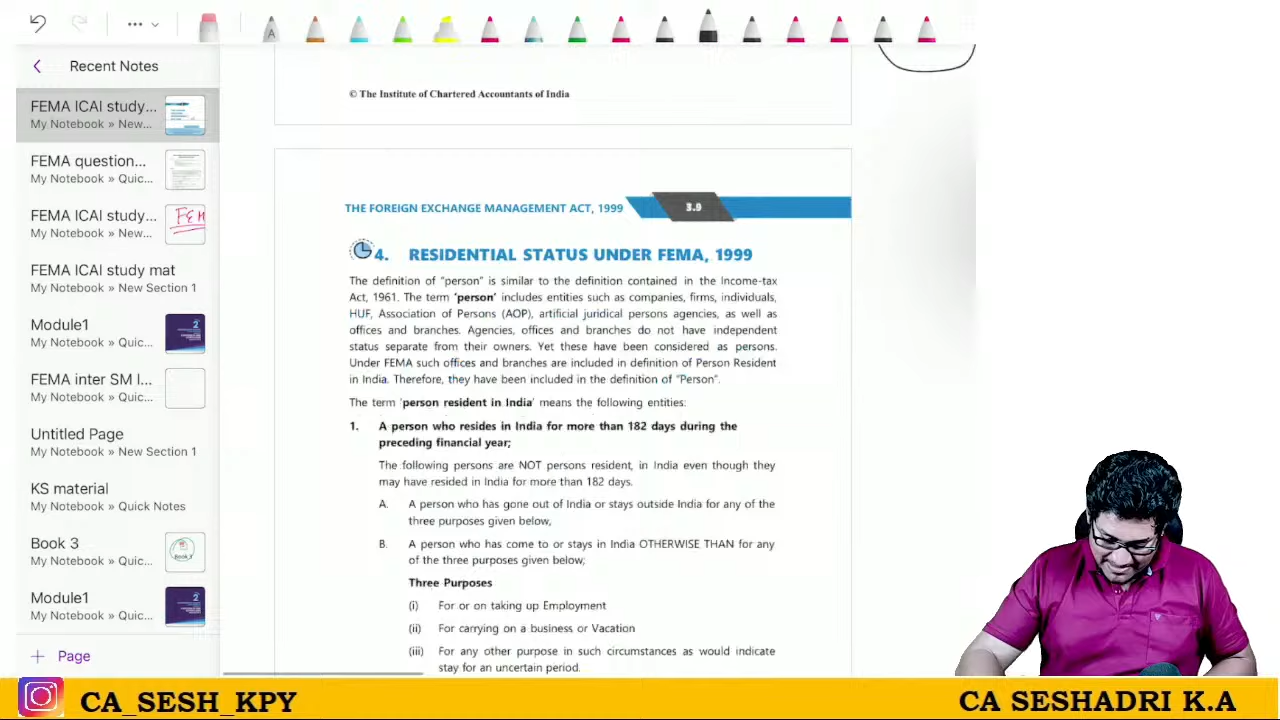 Recent Notes
FEMA ICAI study...
My Notebook » New...
FEMA question...
My Notebook » Quic...
FEMA ICAI study...
My Notebook » New...
FEM
FEMA ICAI study mat
My Notebook » New Section 1
Module1
My Notebook » Quic...
2
FEMA inter SM I...
My Notebook » Quic...
Untitled Page
My Notebook » New Section 1
KS material
My Notebook » Quick Notes
Book 3
My Notebook » Quic...
Book 3
Module1
My Notebook » Quic...
2
+ Page
A
© The Institute of Chartered Accountants of India
THE FOREIGN EXCHANGE MANAGEMENT ACT, 1999
3.9
4. RESIDENTIAL STATUS UNDER FEMA, 1999
The definition of "person" is similar to the definition contained in the Income-tax
Act, 1961. The term 'person' includes entities such as companies, firms, individuals,
HUF, Association of Persons (AOP), artificial juridical persons agencies, as well as
offices and branches. Agencies, offices and branches do not have independent
status separate from their owners. Yet these have been considered as persons.
Under FEMA such offices and branches are included in definition of Person Resident
in India. Therefore, they have been included in the definition of "Person".
The term 'person resident in India' means the following entities:
1. A person who resides in India for more than 182 days during the
preceding financial year;
The following persons are NOT persons resident, in India even though they
may have resided in India for more than 182 days.
A. A person who has gone out of India or stays outside India for any of the
three purposes given below,
B. A person who has come to or stays in India OTHERWISE THAN for any
of the three purposes given below;
Three Purposes
(i) For or on taking up Employment
(ii) For carrying on a business or Vacation
(iii) For any other purpose in such circumstances as would indicate
stay for an uncertain period.
CA_SESH_KPY
CA SESHADRI K.A